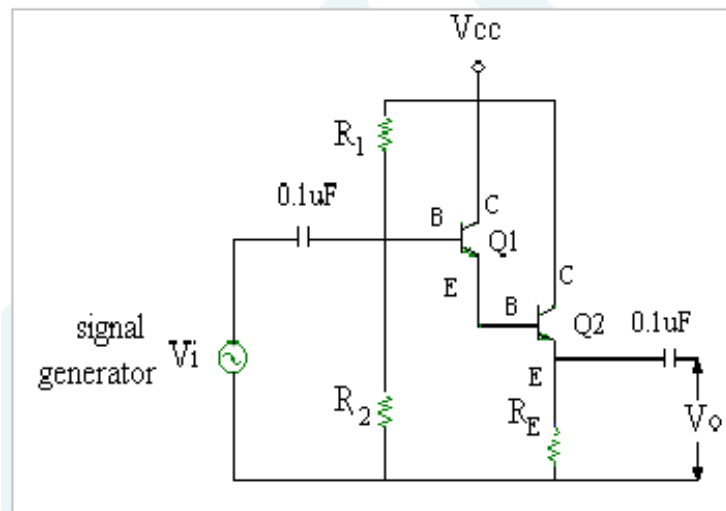 Vcc
R1
0.1uF
B
C
Q1
E
B
C
Q2
0.1uF
signal
generator
Vi
R2
E
RE
Vo